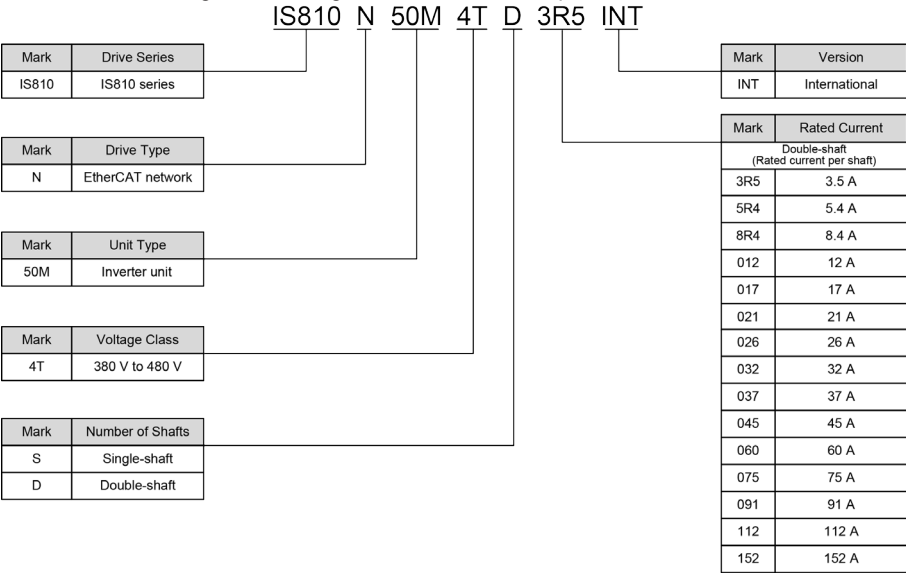 IS810 N 50M 4T D 3R5 INT
Mark Drive Series
IS810 IS810 series
Mark Drive Type
N EtherCAT network
Mark Unit Type
50M Inverter unit
Mark Voltage Class
4T 380 V to 480 V
Mark Number of Shafts
S Single-shaft
D Double-shaft
Mark Version
INT International
Mark Rated Current
Double-shaft
(Rated current per shaft)
3R5 3.5 A
5R4 5.4 A
8R4 8.4 A
012 12 A
017 17 A
021 21 A
026 26 A
032 32 A
037 37 A
045 45 A
060 60 A
075 75 A
091 91 A
112 112 A
152 152 A